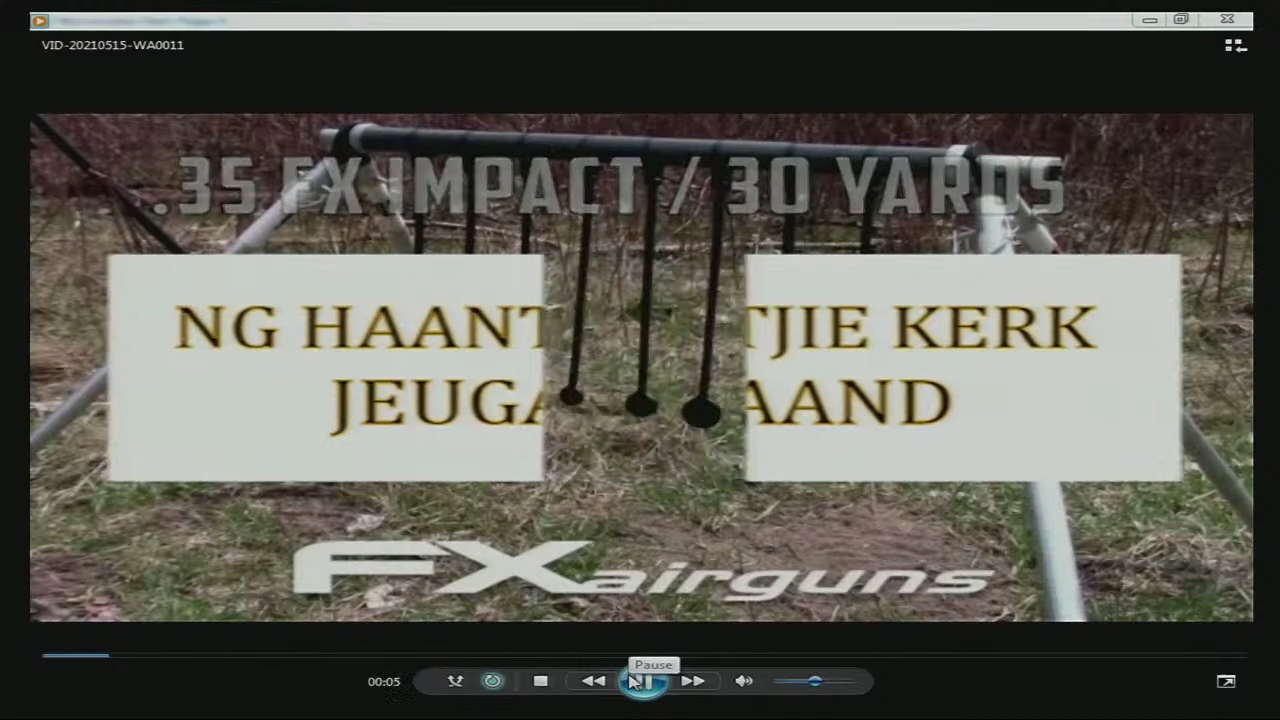 VID-20210515-WA0011
.35 FX IMPACT / 30 YARDS
NG HAANT TJIE KERK
JEUGA AAND
FX airguns
Pause
00:05